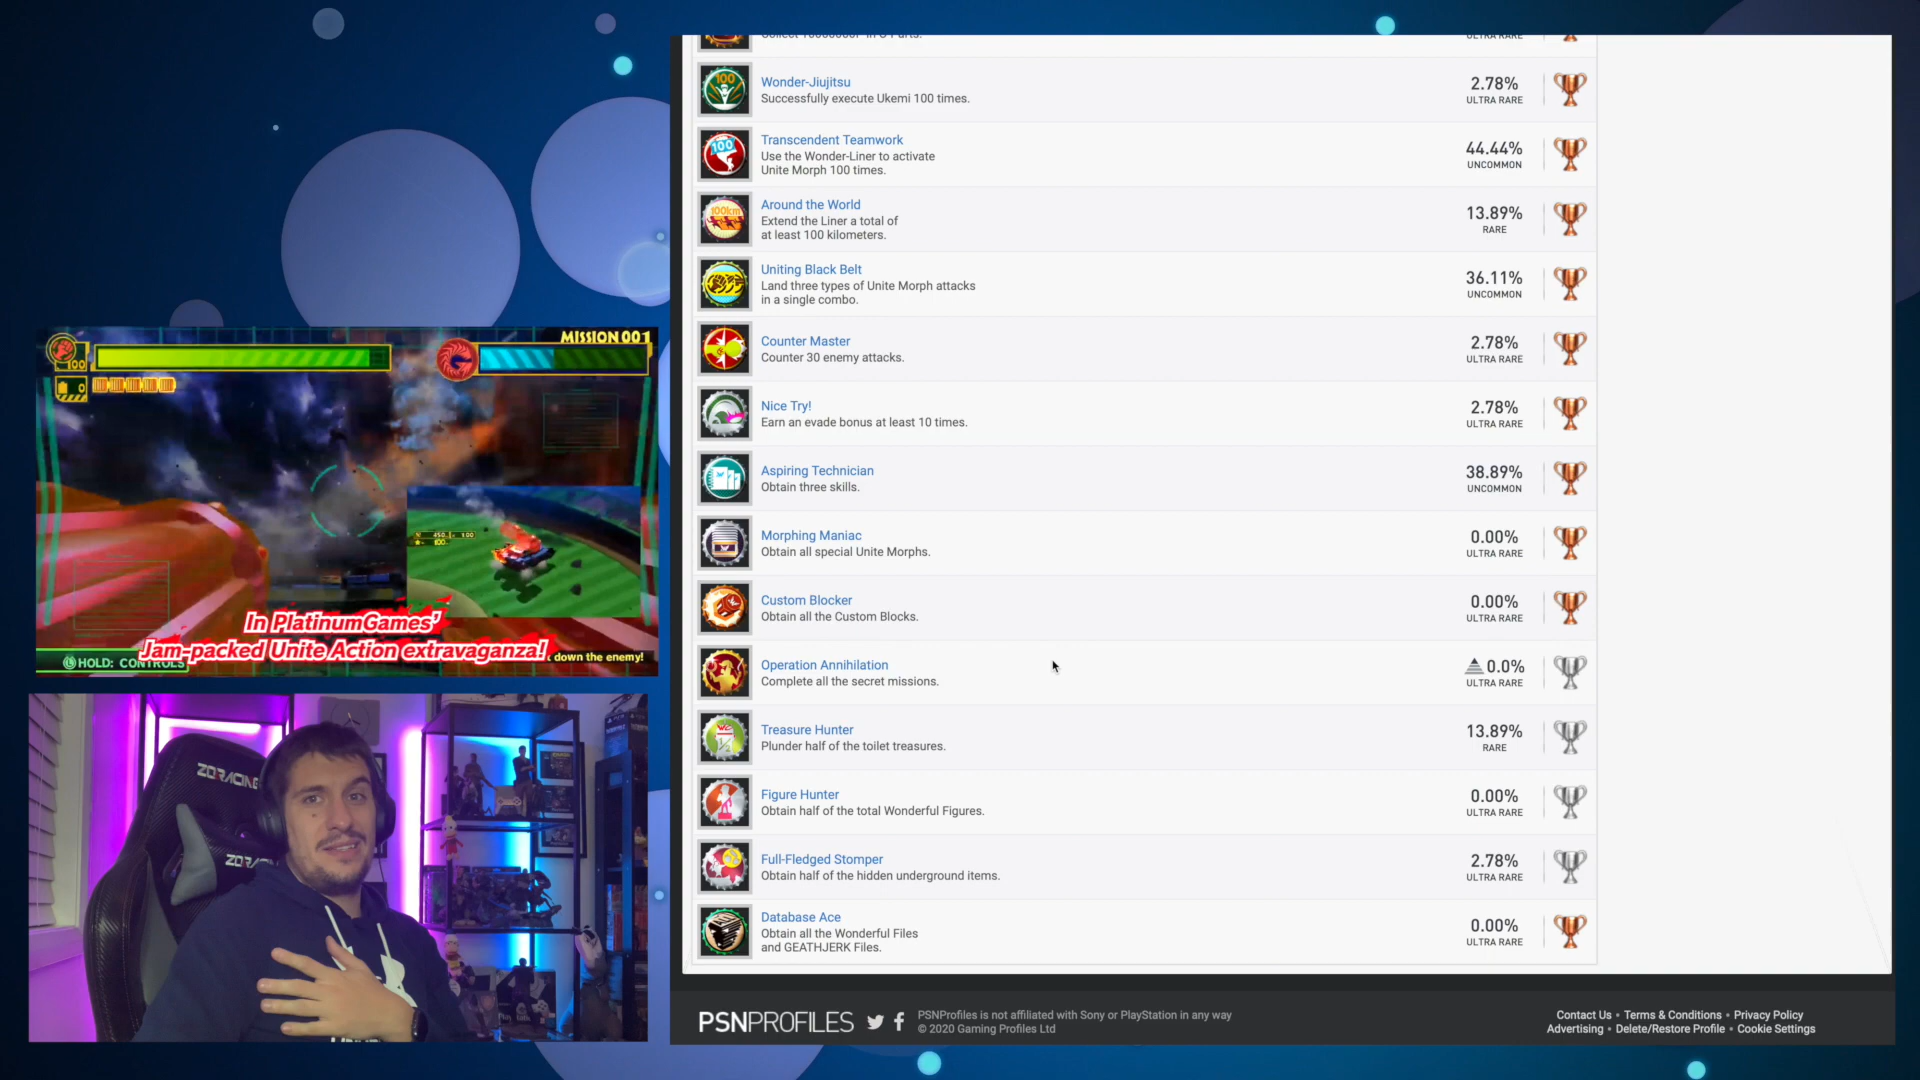 MISSION 001
100
0
450 100
100
In PlatinumGames'
Jam-packed Unite Action extravaganza!
HOLD: CONTROLS
down the enemy!
ZQRACING
Wonder-Jiujitsu
Successfully execute Ukemi 100 times.
2.78%
ULTRA RARE
100
Transcendent Teamwork
Use the Wonder-Liner to activate
Unite Morph 100 times.
44.44%
UNCOMMON
100
Around the World
Extend the Liner a total of
at least 100 kilometers.
13.89%
RARE
100km
Uniting Black Belt
Land three types of Unite Morph attacks
in a single combo.
36.11%
UNCOMMON
Counter Master
Counter 30 enemy attacks.
2.78%
ULTRA RARE
Nice Try!
Earn an evade bonus at least 10 times.
2.78%
ULTRA RARE
Aspiring Technician
Obtain three skills.
38.89%
UNCOMMON
Morphing Maniac
Obtain all special Unite Morphs.
0.00%
ULTRA RARE
Custom Blocker
Obtain all the Custom Blocks.
0.00%
ULTRA RARE
Operation Annihilation
Complete all the secret missions.
0.0%
ULTRA RARE
Treasure Hunter
Plunder half of the toilet treasures.
13.89%
RARE
Figure Hunter
Obtain half of the total Wonderful Figures.
0.00%
ULTRA RARE
Full-Fledged Stomper
Obtain half of the hidden underground items.
2.78%
ULTRA RARE
Database Ace
Obtain all the Wonderful Files
and GEATHJERK Files.
0.00%
ULTRA RARE
PSNPROFILES
PSNProfiles is not affiliated with Sony or PlayStation in any way
© 2020 Gaming Profiles Ltd
Contact Us • Terms & Conditions • Privacy Policy
Advertising • Delete/Restore Profile • Cookie Settings